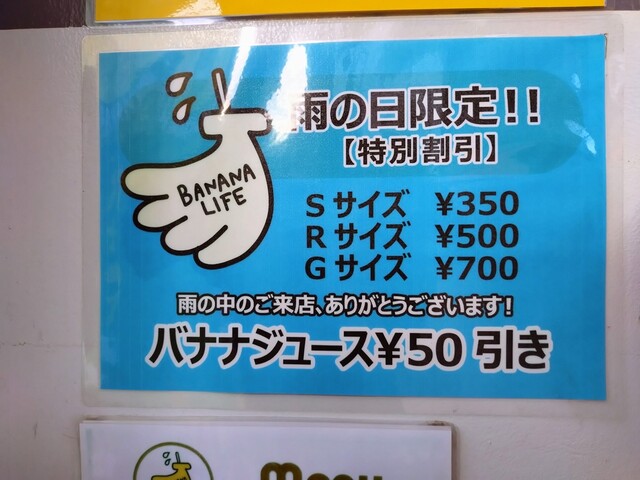 BANANA
LIFE
雨の日限定!!
【特別割引】
Sサイズ ¥350
Rサイズ ¥500
Gサイズ ¥700
雨の中のご来店、ありがとうございます!
バナナジュース¥50引き